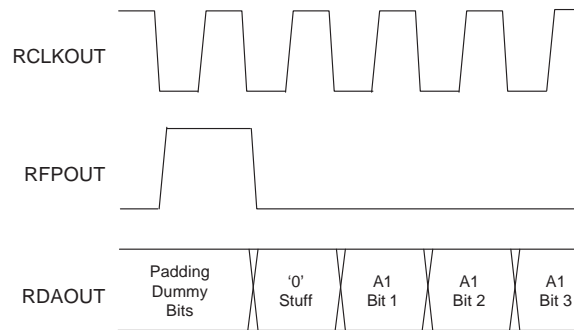 RCLKOUT
RFPOUT
RDAOUT
Padding
Dummy
Bits
‘0’
Stuff
A1
Bit 1
A1
Bit 2
A1
Bit 3